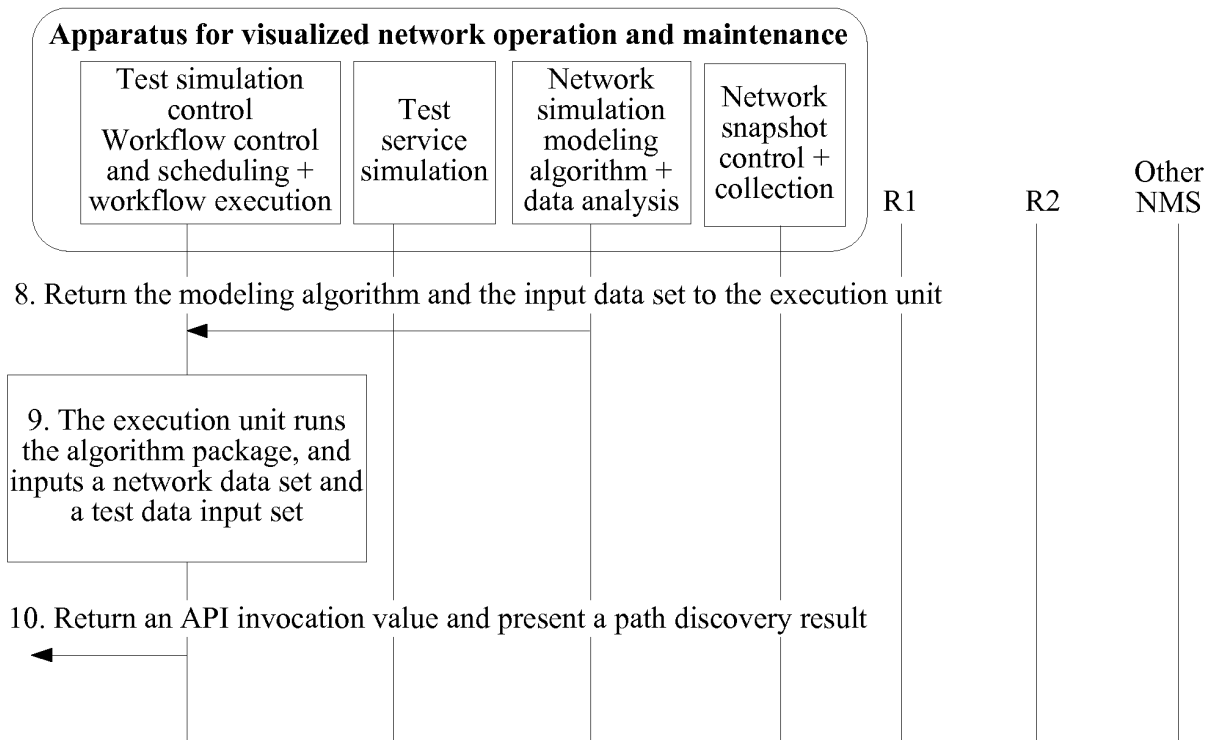 Apparatus for visualized network operation and maintenance
Test simulation
control
Workflow control
and scheduling +
workflow execution
Test
service
simulation
Network
simulation
modeling
algorithm +
data analysis
Network
snapshot
control +
collection
R1
R2
Other
NMS
8. Return the modeling algorithm and the input data set to the execution unit
9. The execution unit runs
the algorithm package, and
inputs a network data set and
a test data input set
10. Return an API invocation value and present a path discovery result